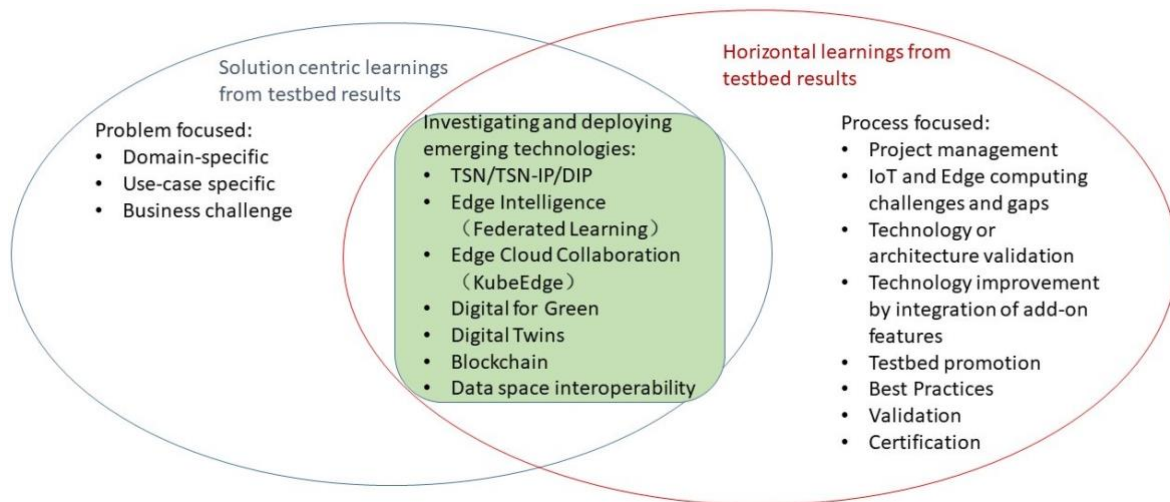 Solution centric learnings
from testbed results
Problem focused:
• Domain-specific
• Use-case specific
• Business challenge
Investigating and deploying
emerging technologies:
• TSN/TSN-IP/DIP
• Edge Intelligence
（Federated Learning）
• Edge Cloud Collaboration
（KubeEdge）
• Digital for Green
• Digital Twins
• Blockchain
• Data space interoperability
Horizontal learnings from
testbed results
Process focused:
• Project management
• IoT and Edge computing
challenges and gaps
• Technology or
architecture validation
• Technology improvement
by integration of add-on
features
• Testbed promotion
• Best Practices
• Validation
• Certification